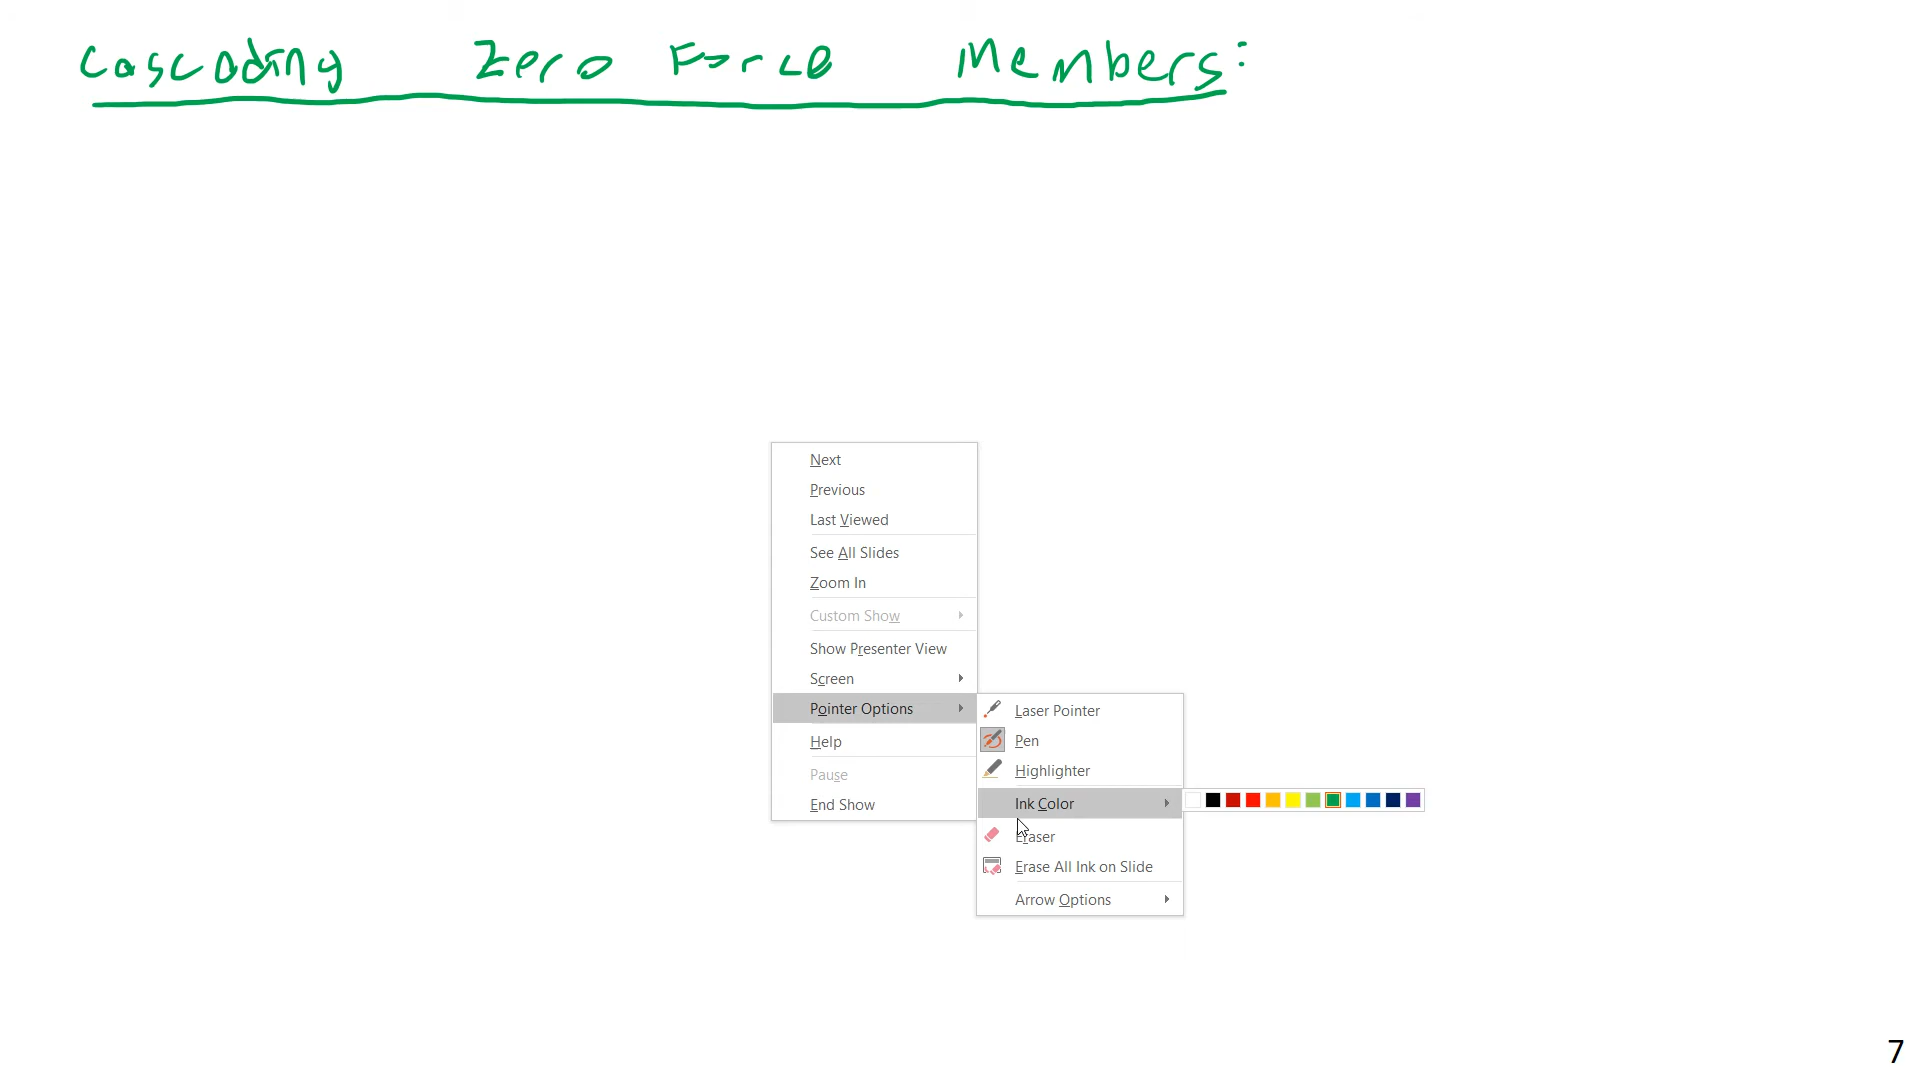 Cascading Zero Force Members:
Next
Previous
Last Viewed
See All Slides
Zoom In
Custom Show
Show Presenter View
Screen
Pointer Options
Help
Pause
End Show
Laser Pointer
Pen
Highlighter
Ink Color
Eraser
Erase All Ink on Slide
Arrow Options
7